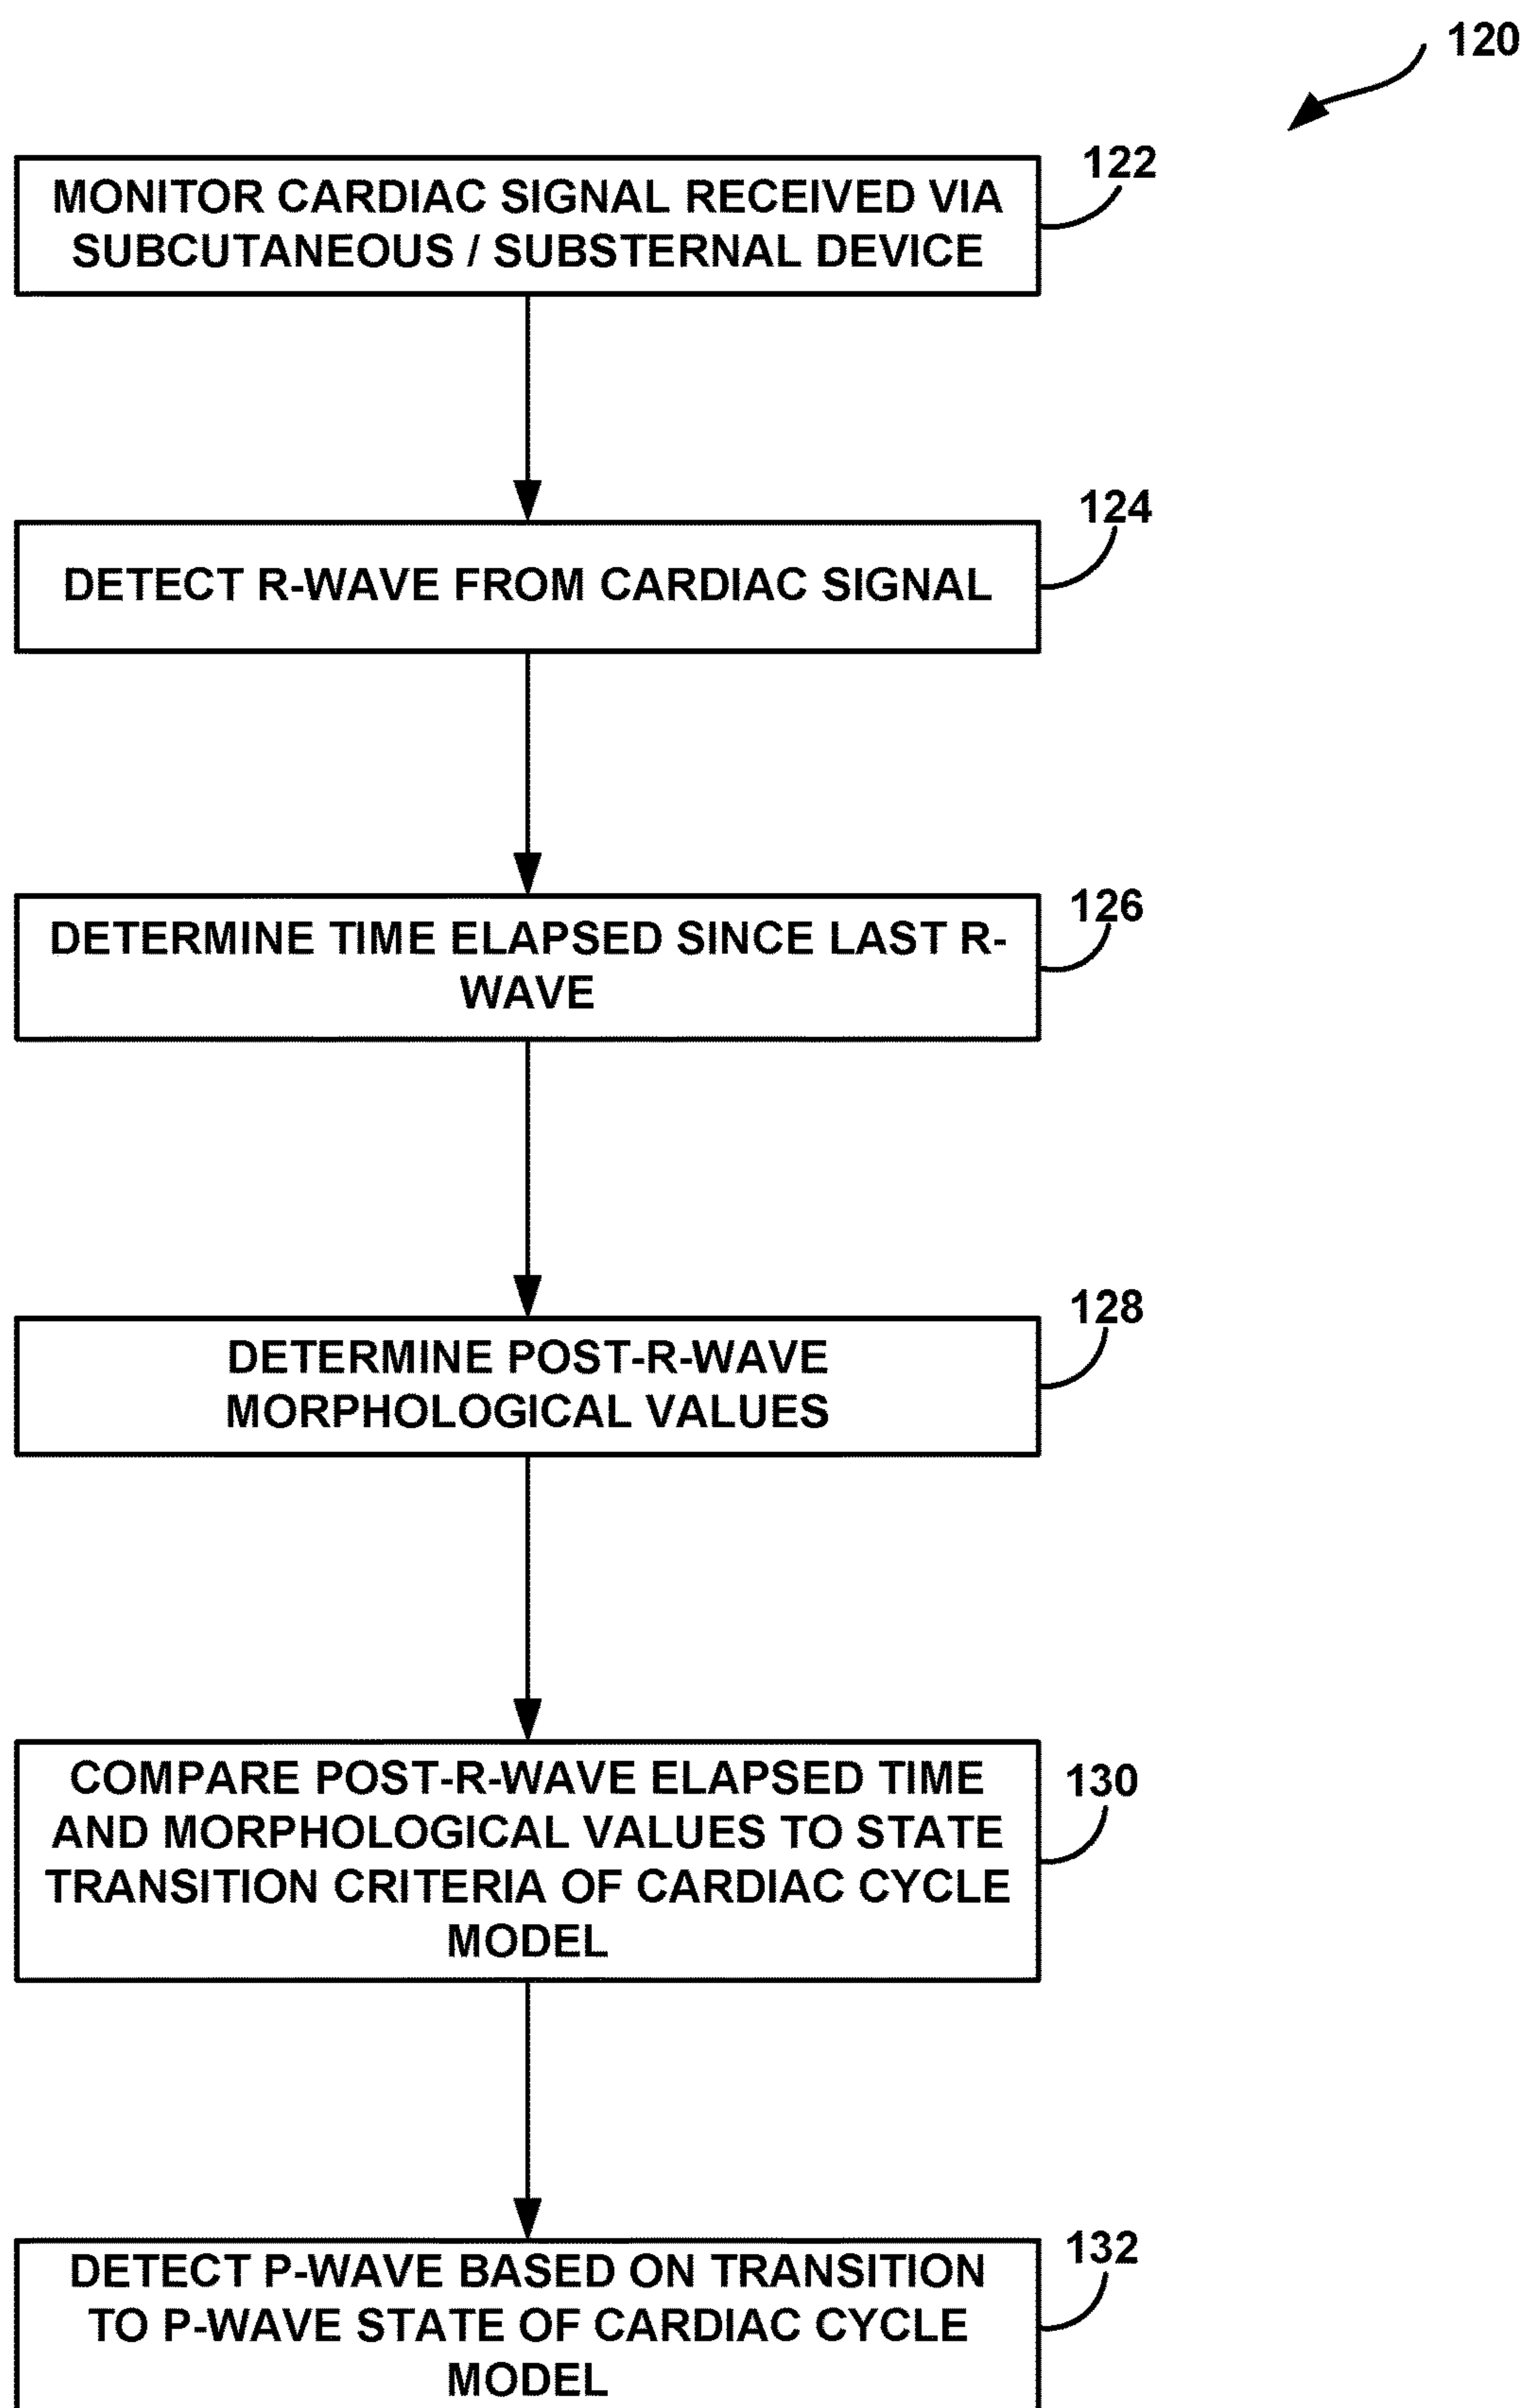 120
122
MONITOR CARDIAC SIGNAL RECEIVED VIA
SUBCUTANEOUS / SUBSTERNAL DEVICE
124
DETECT R-WAVE FROM CARDIAC SIGNAL
126
DETERMINE TIME ELAPSED SINCE LAST R-
WAVE
128
DETERMINE POST-R-WAVE
MORPHOLOGICAL VALUES
130
COMPARE POST-R-WAVE ELAPSED TIME
AND MORPHOLOGICAL VALUES TO STATE
TRANSITION CRITERIA OF CARDIAC CYCLE
MODEL
132
DETECT P-WAVE BASED ON TRANSITION
TO P-WAVE STATE OF CARDIAC CYCLE
MODEL